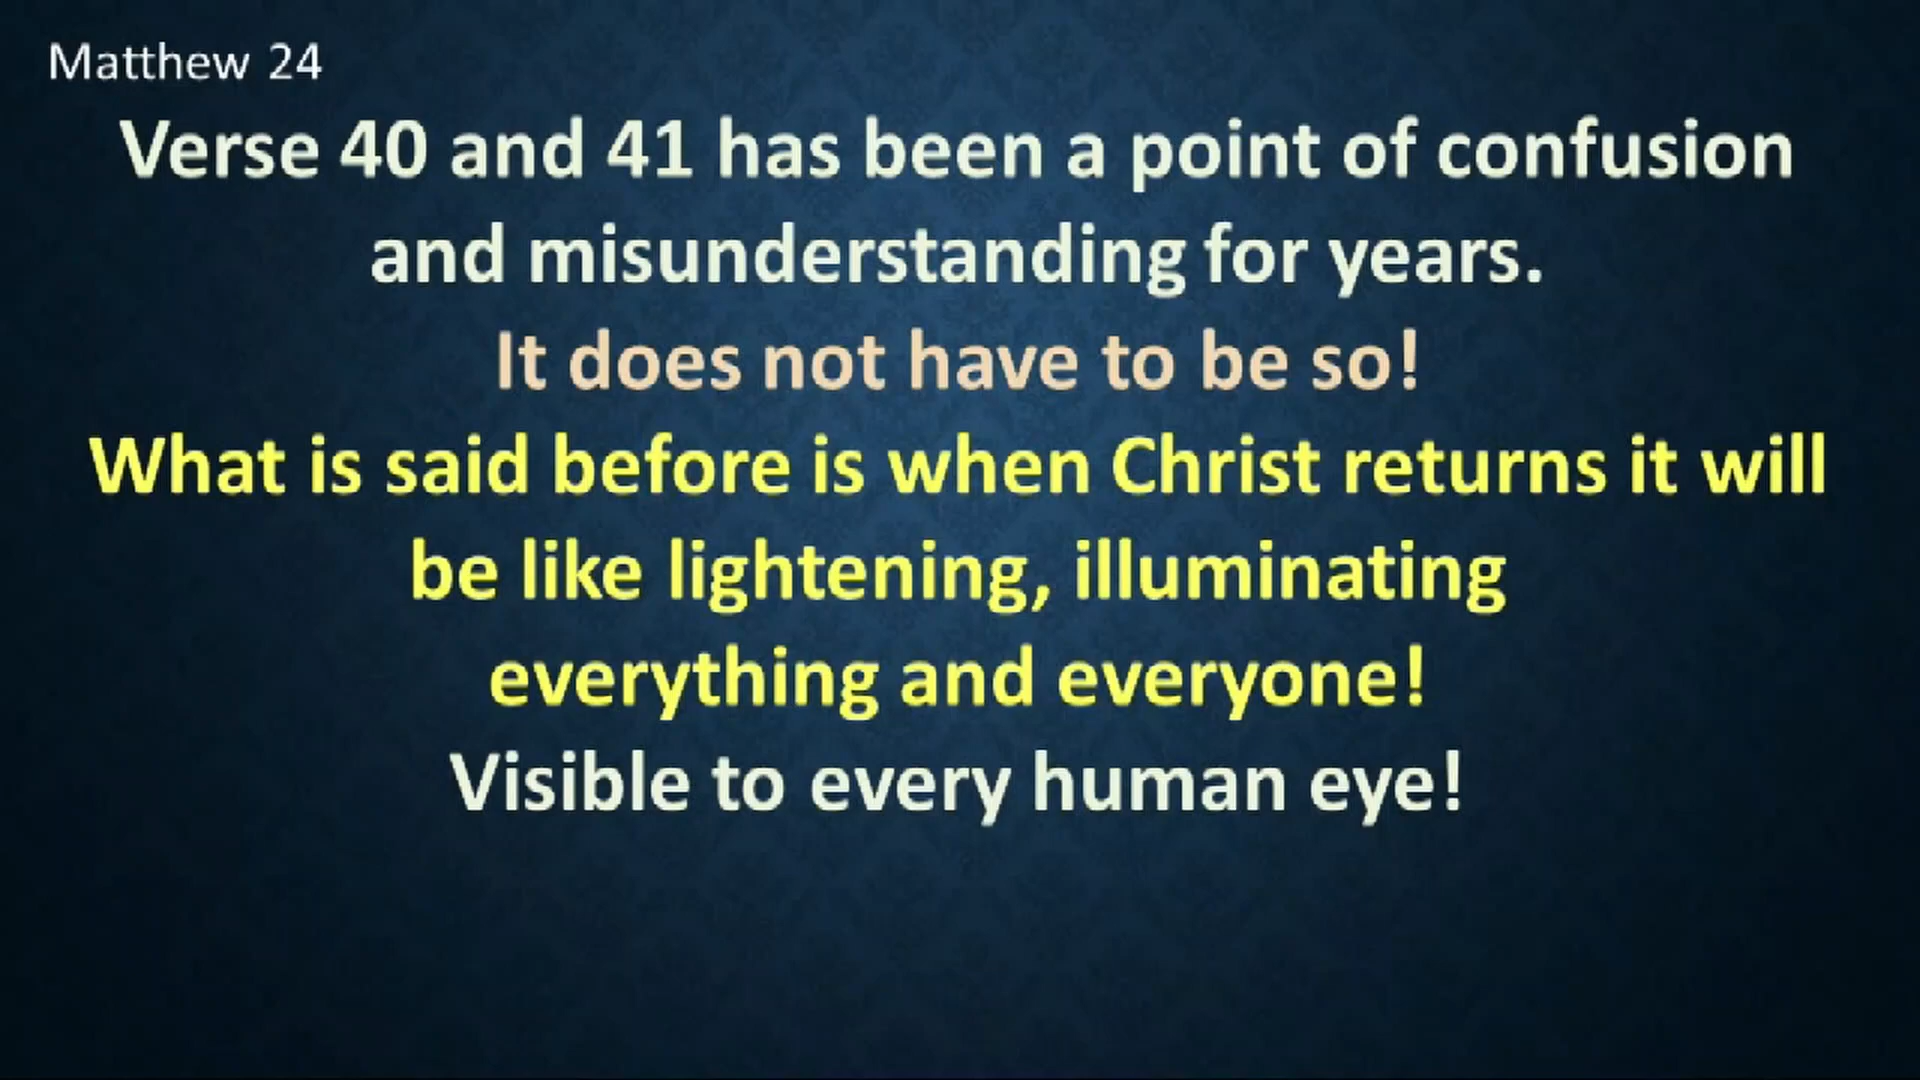 Matthew 24
Verse 40 and 41 has been a point of confusion
and misunderstanding for years.
It does not have to be so!
What is said before is when Christ returns it will
be like lightening, illuminating
everything and everyone!
Visible to every human eye!